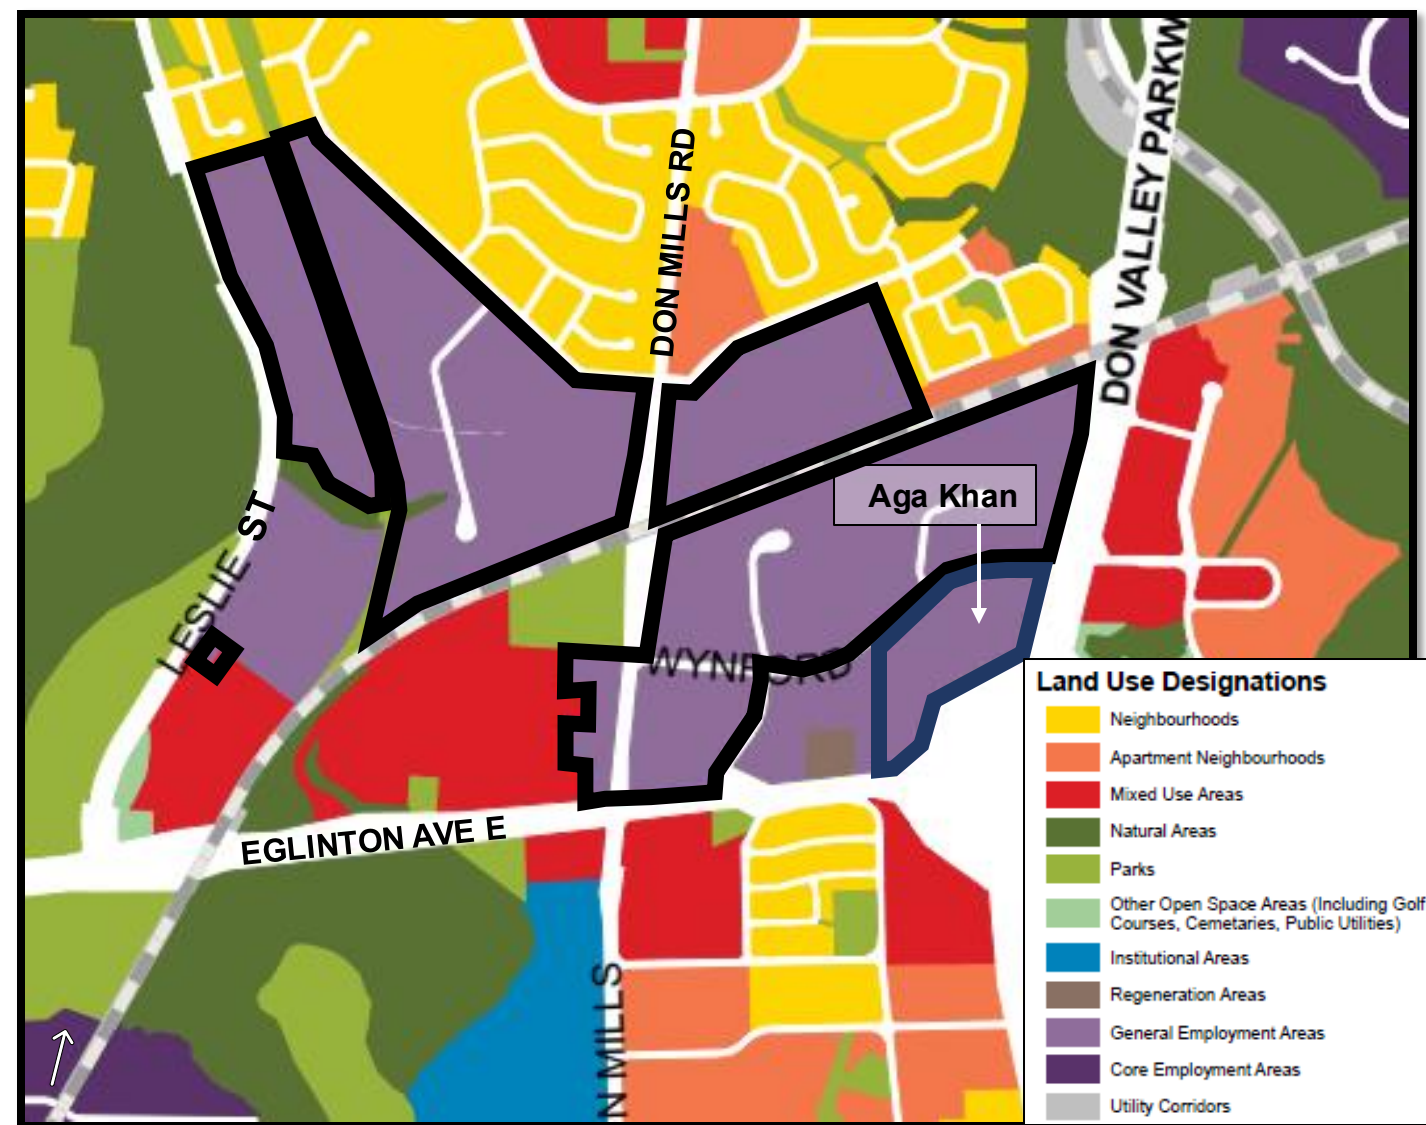 DON VALLEY PARKW
DON MILLS RD
Aga Khan
LESLIE ST
WYNFORD
EGLINTON AVE E
N MILLS
Land Use Designations
Neighbourhoods
Apartment Neighbourhoods
Mixed Use Areas
Natural Areas
Parks
Other Open Space Areas (Including Golf
Courses, Cemetaries, Public Utilities)
Institutional Areas
Regeneration Areas
General Employment Areas
Core Employment Areas
Utility Corridors